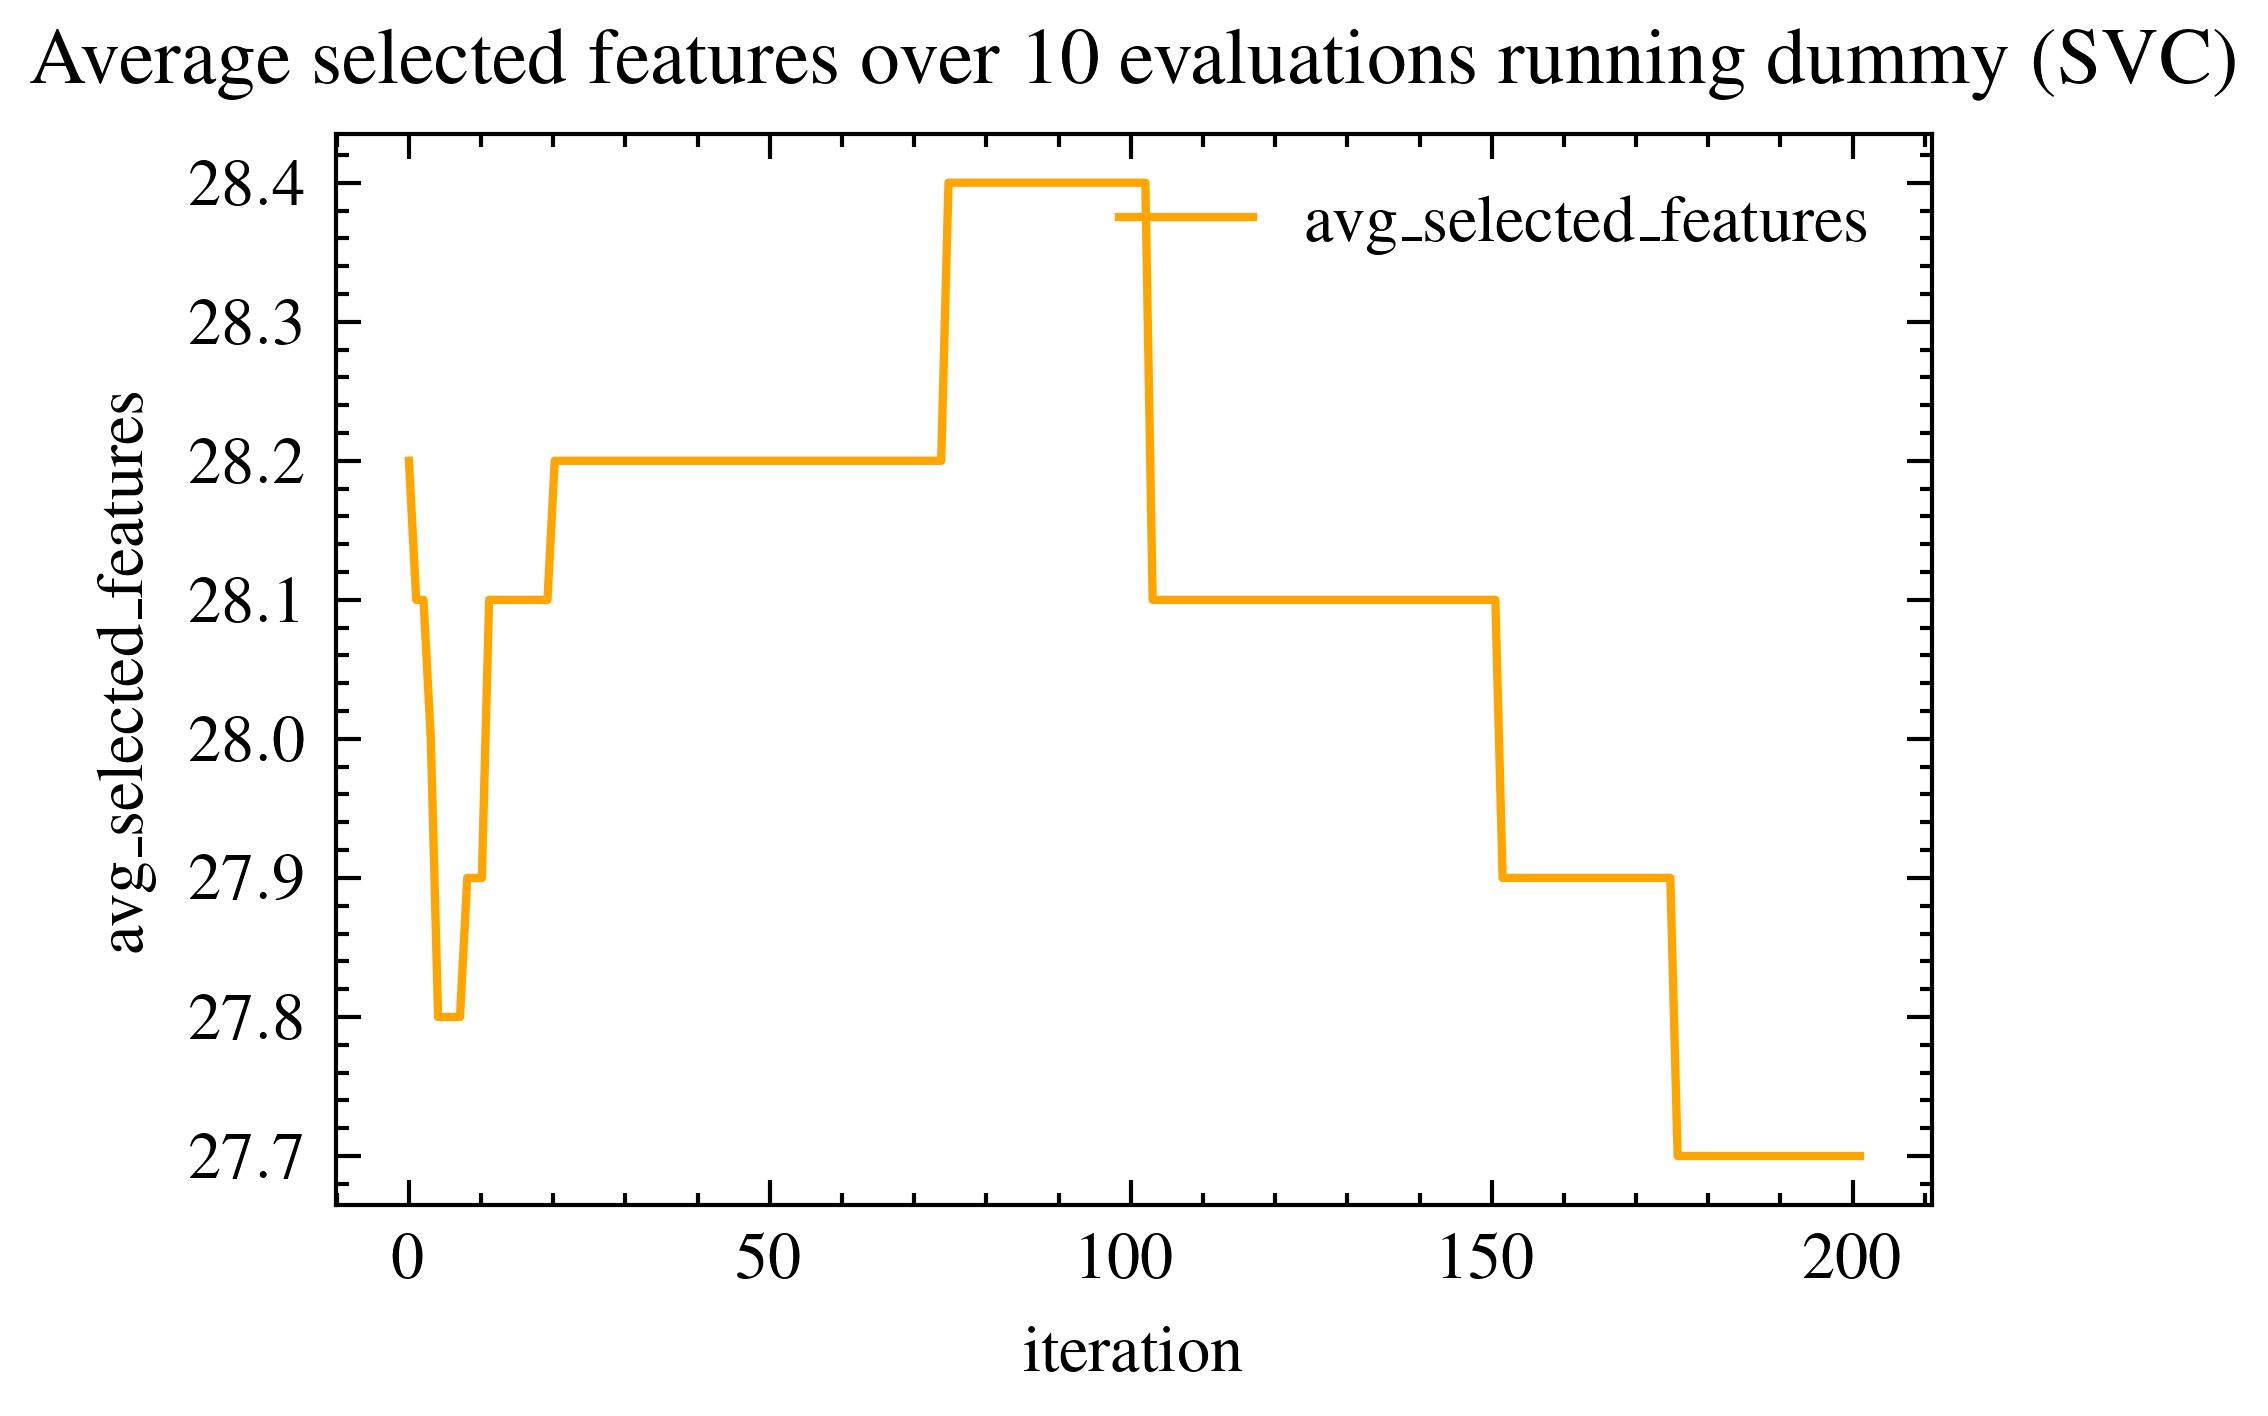 Average selected features over 10 evaluations running dummy (SVC)
avg_selected_features
28.4
28.3
28.2
28.1
28.0
27.9
27.8
27.7
avg_selected_features
0 50 100 150 200
iteration